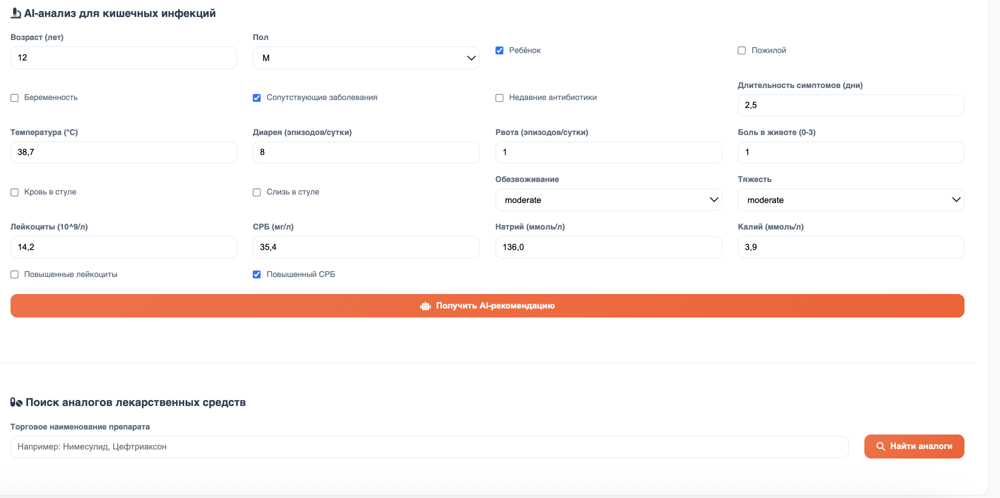 AI-анализ для кишечных инфекций
Возраст (лет)
Пол
12
М
Ребёнок
Пожилой
Беременность
Сопутствующие заболевания
Недавние антибиотики
Длительность симптомов (дни)
2,5
Температура (°C)
Диарея (эпизодов/сутки)
Рвота (эпизодов/сутки)
Боль в животе (0-3)
38,7
8
1
1
Кровь в стуле
Слизь в стуле
Обезвоживание
Тяжесть
moderate
moderate
Лейкоциты (10^9/л)
СРБ (мг/л)
Натрий (ммоль/л)
Калий (ммоль/л)
14,2
35,4
136,0
3,9
Повышенные лейкоциты
Повышенный СРБ
Получить AI-рекомендацию
Поиск аналогов лекарственных средств
Торговое наименование препарата
Например: Нимесулид, Цефтриаксон
Найти аналоги